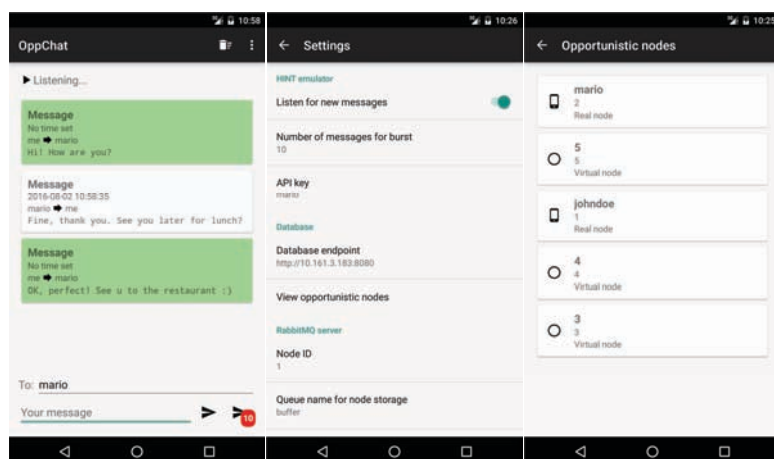 10:58
OppChat
Listening...
Message
No time set
me ➡ mario
Hi! How are you?
Message
2016-08-02 10:58:35
mario ➡ me
Fine, thank you. See you later for lunch?
Message
No time set
me ➡ mario
OK, perfect! See u to the restaurant :)
To: mario
Your message
10
10:26
Settings
HINT emulator
Listen for new messages
Number of messages for burst
10
API key
mario
Database
Database endpoint
http://10.161.3.183:8080
View opportunistic nodes
RabbitMQ server
Node ID
1
Queue name for node storage
buffer
10:25
Opportunistic nodes
mario
2
Real node
5
5
Virtual node
johndoe
1
Real node
4
4
Virtual node
3
3
Virtual node